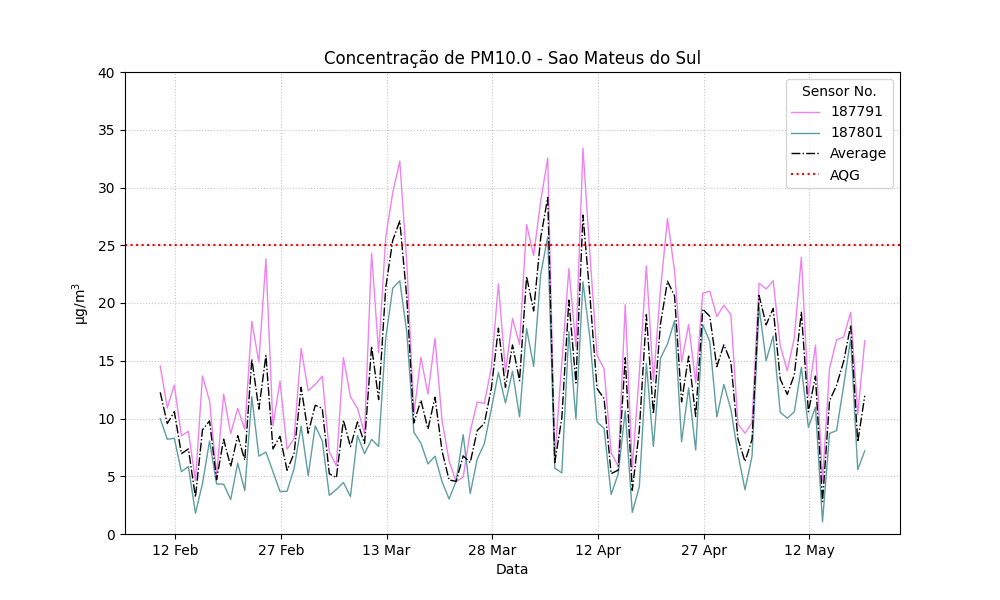 Concentração de PM10.0 - Sao Mateus do Sul
40
35
30
25
20
15
10
5
0
µg/m³
12 Feb
27 Feb
13 Mar
28 Mar
12 Apr
27 Apr
12 May
Data
Sensor No.
187791
187801
Average
AQG